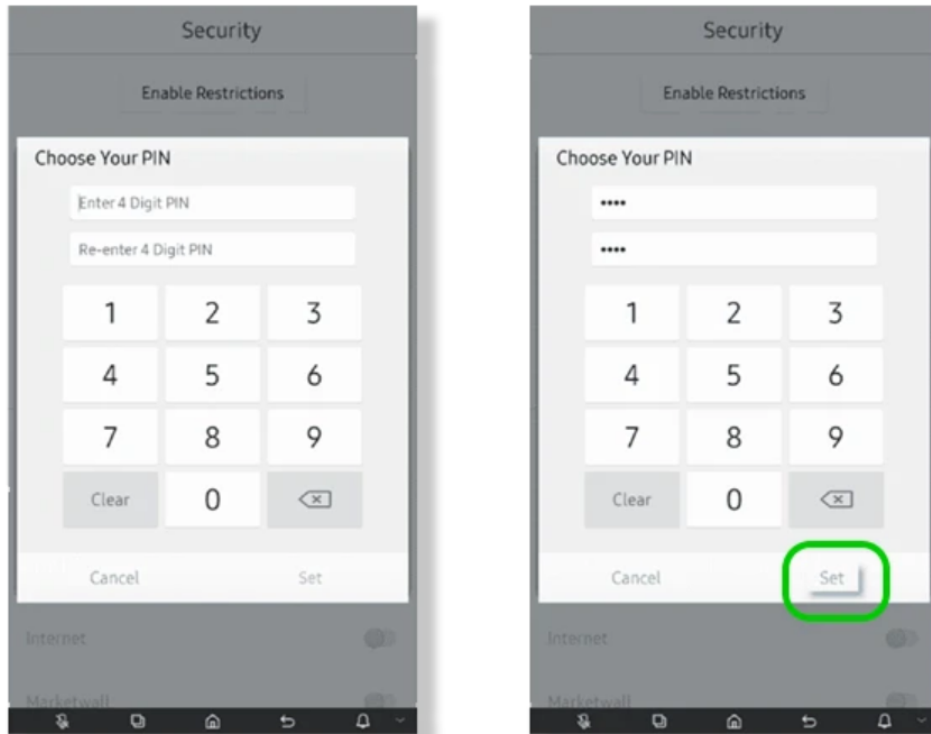 Security
Enable Restrictions
Choose Your PIN
Enter 4 Digit PIN
Re-enter 4 Digit PIN
1 2 3
4 5 6
7 8 9
Clear 0
Cancel Set
Internet
Marketwall
Security
Enable Restrictions
Choose Your PIN
••••
••••
1 2 3
4 5 6
7 8 9
Clear 0
Cancel Set
Internet
Marketwall